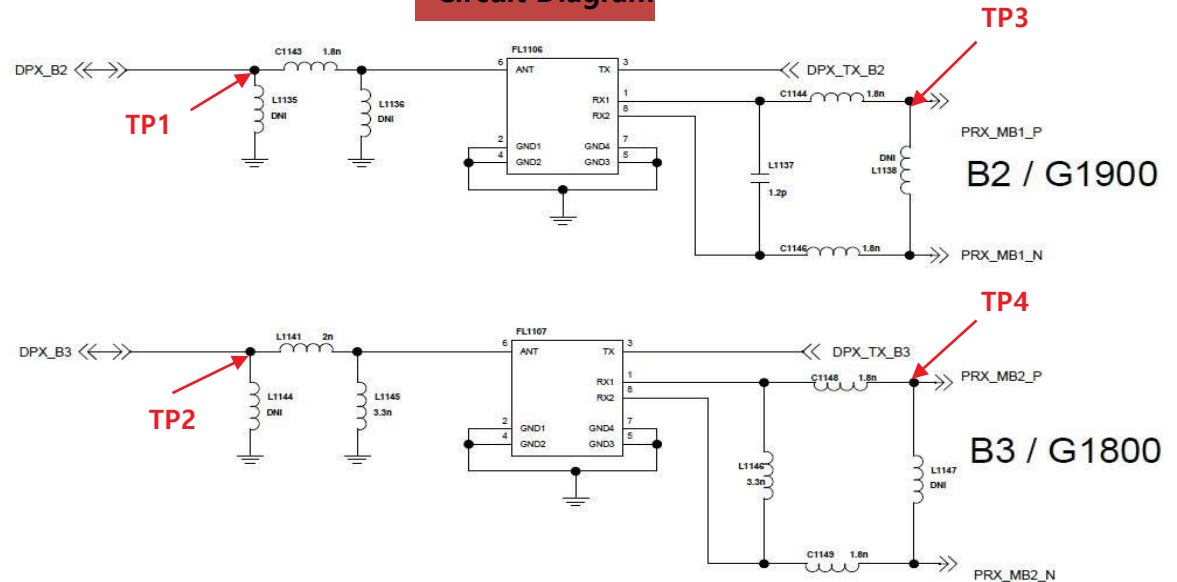 Circuit Diagram
TP3
C1143 1.8n
FL1106
DPX_B2
6 ANT TX 3
DPX_TX_B2
L1135
DNI
L1136
DNI
TP1
RX1 1
RX2 8
C1144 1.8n
PRX_MB1_P
2 GND1 GND4 7
4 GND2 GND3 5
L1137
1.2p
DNI
L1138
B2 / G1900
C1146 1.8n
PRX_MB1_N
TP4
L1141 2n
FL1107
DPX_B3
6 ANT TX 3
DPX_TX_B3
L1144
DNI
L1145
3.3n
TP2
RX1 1
RX2 8
C1148 1.8n
PRX_MB2_P
2 GND1 GND4 7
4 GND2 GND3 5
B3 / G1800
L1146
3.3n
L1147
DNI
C1149 1.8n
PRX_MB2_N